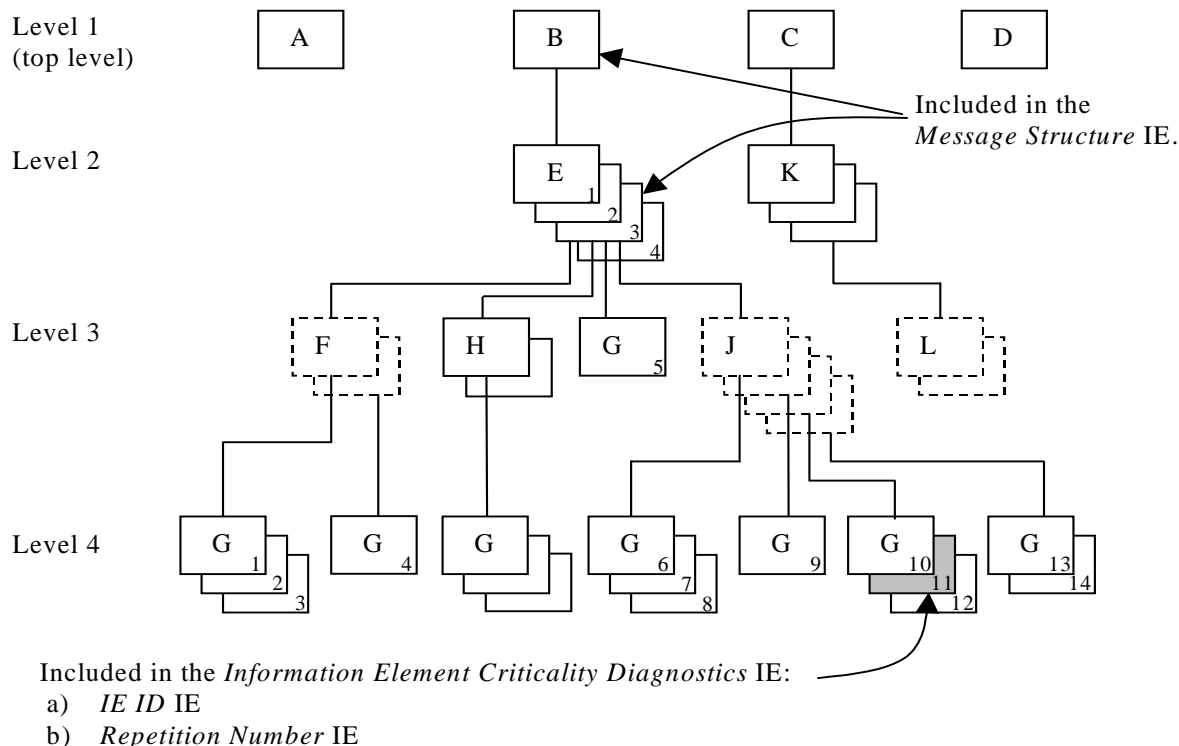 Level 1
(top level)
A
B
C
D
Included in the
Message Structure IE.
Level 2
E
1
2
3
4
K
Level 3
F
H
G
5
J
L
Level 4
G
1
2
3
G
4
G
G
6
7
8
G
9
G
10
11
12
G
13
14
Included in the Information Element Criticality Diagnostics IE:
a) IE ID IE
b) Repetition Number IE